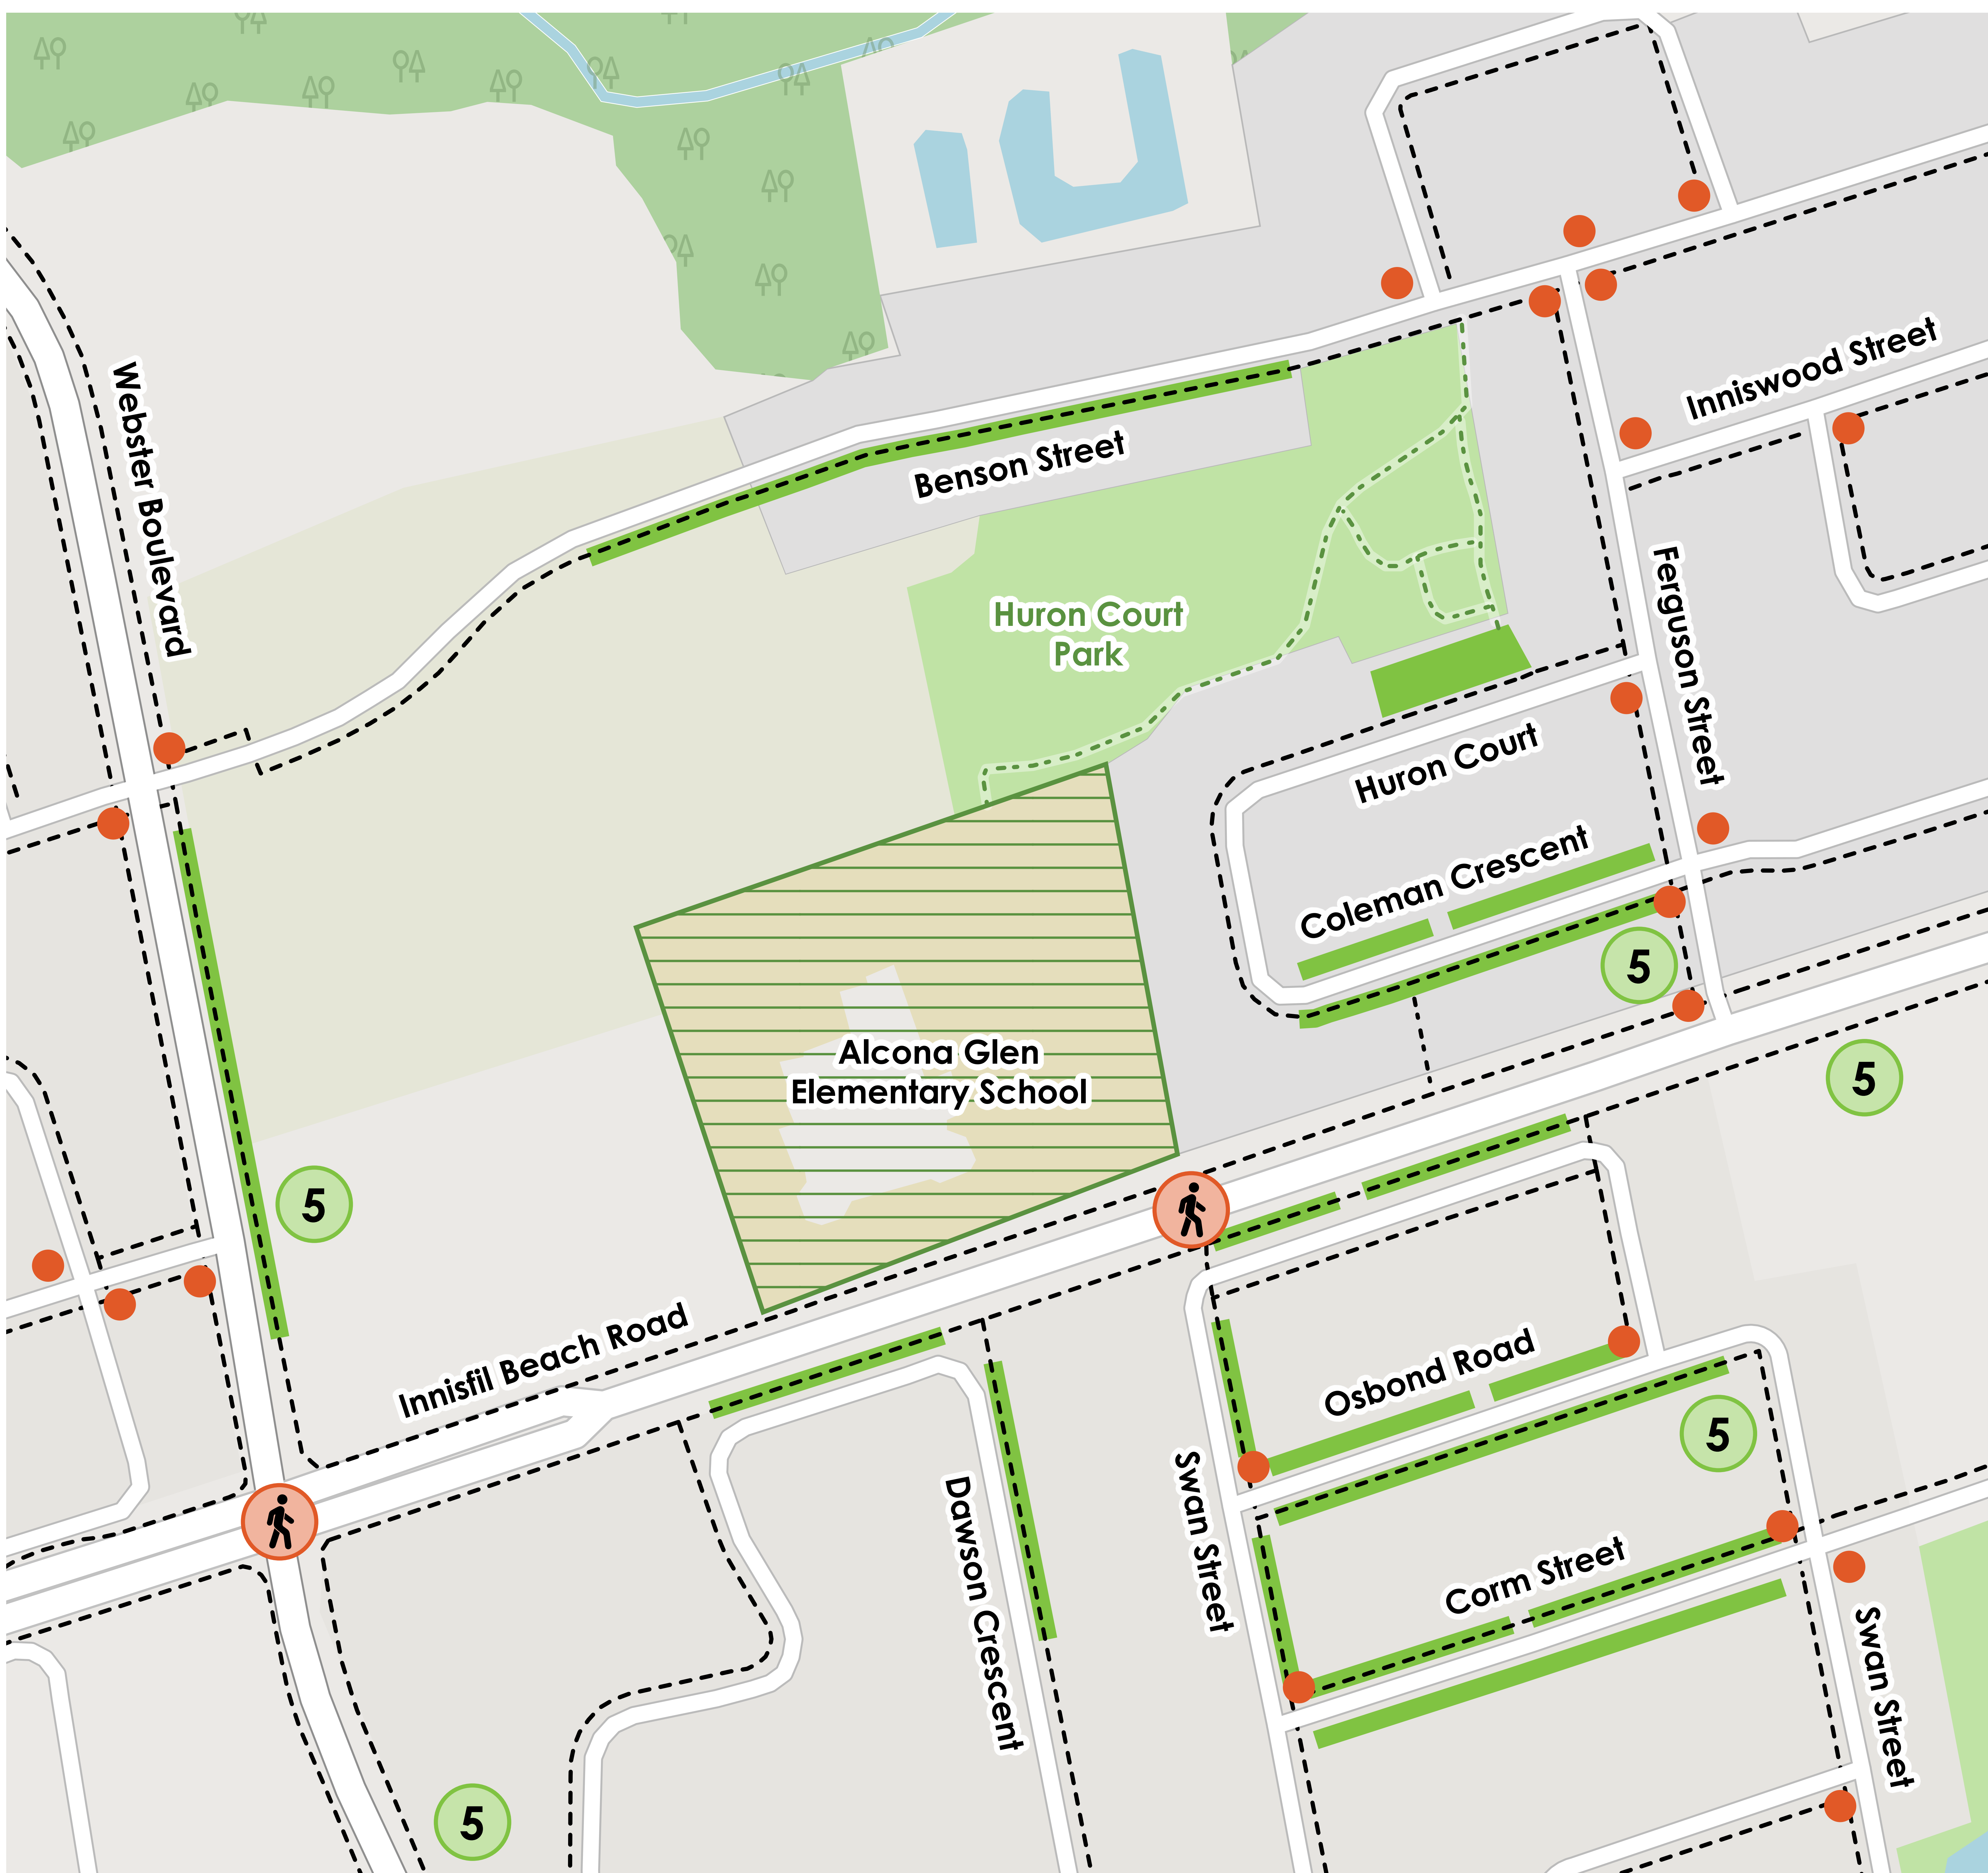 Inniswood Street
Webster Boulevard
Benson Street
Ferguson Street
Huron Court
Park
Huron Court
Coleman Crescent
5
Alcona Glen
Elementary School
5
5
Innisfil Beach Road
Osbond Road
5
Swan Street
Dawson Crescent
Corm Street
Swan Street
5